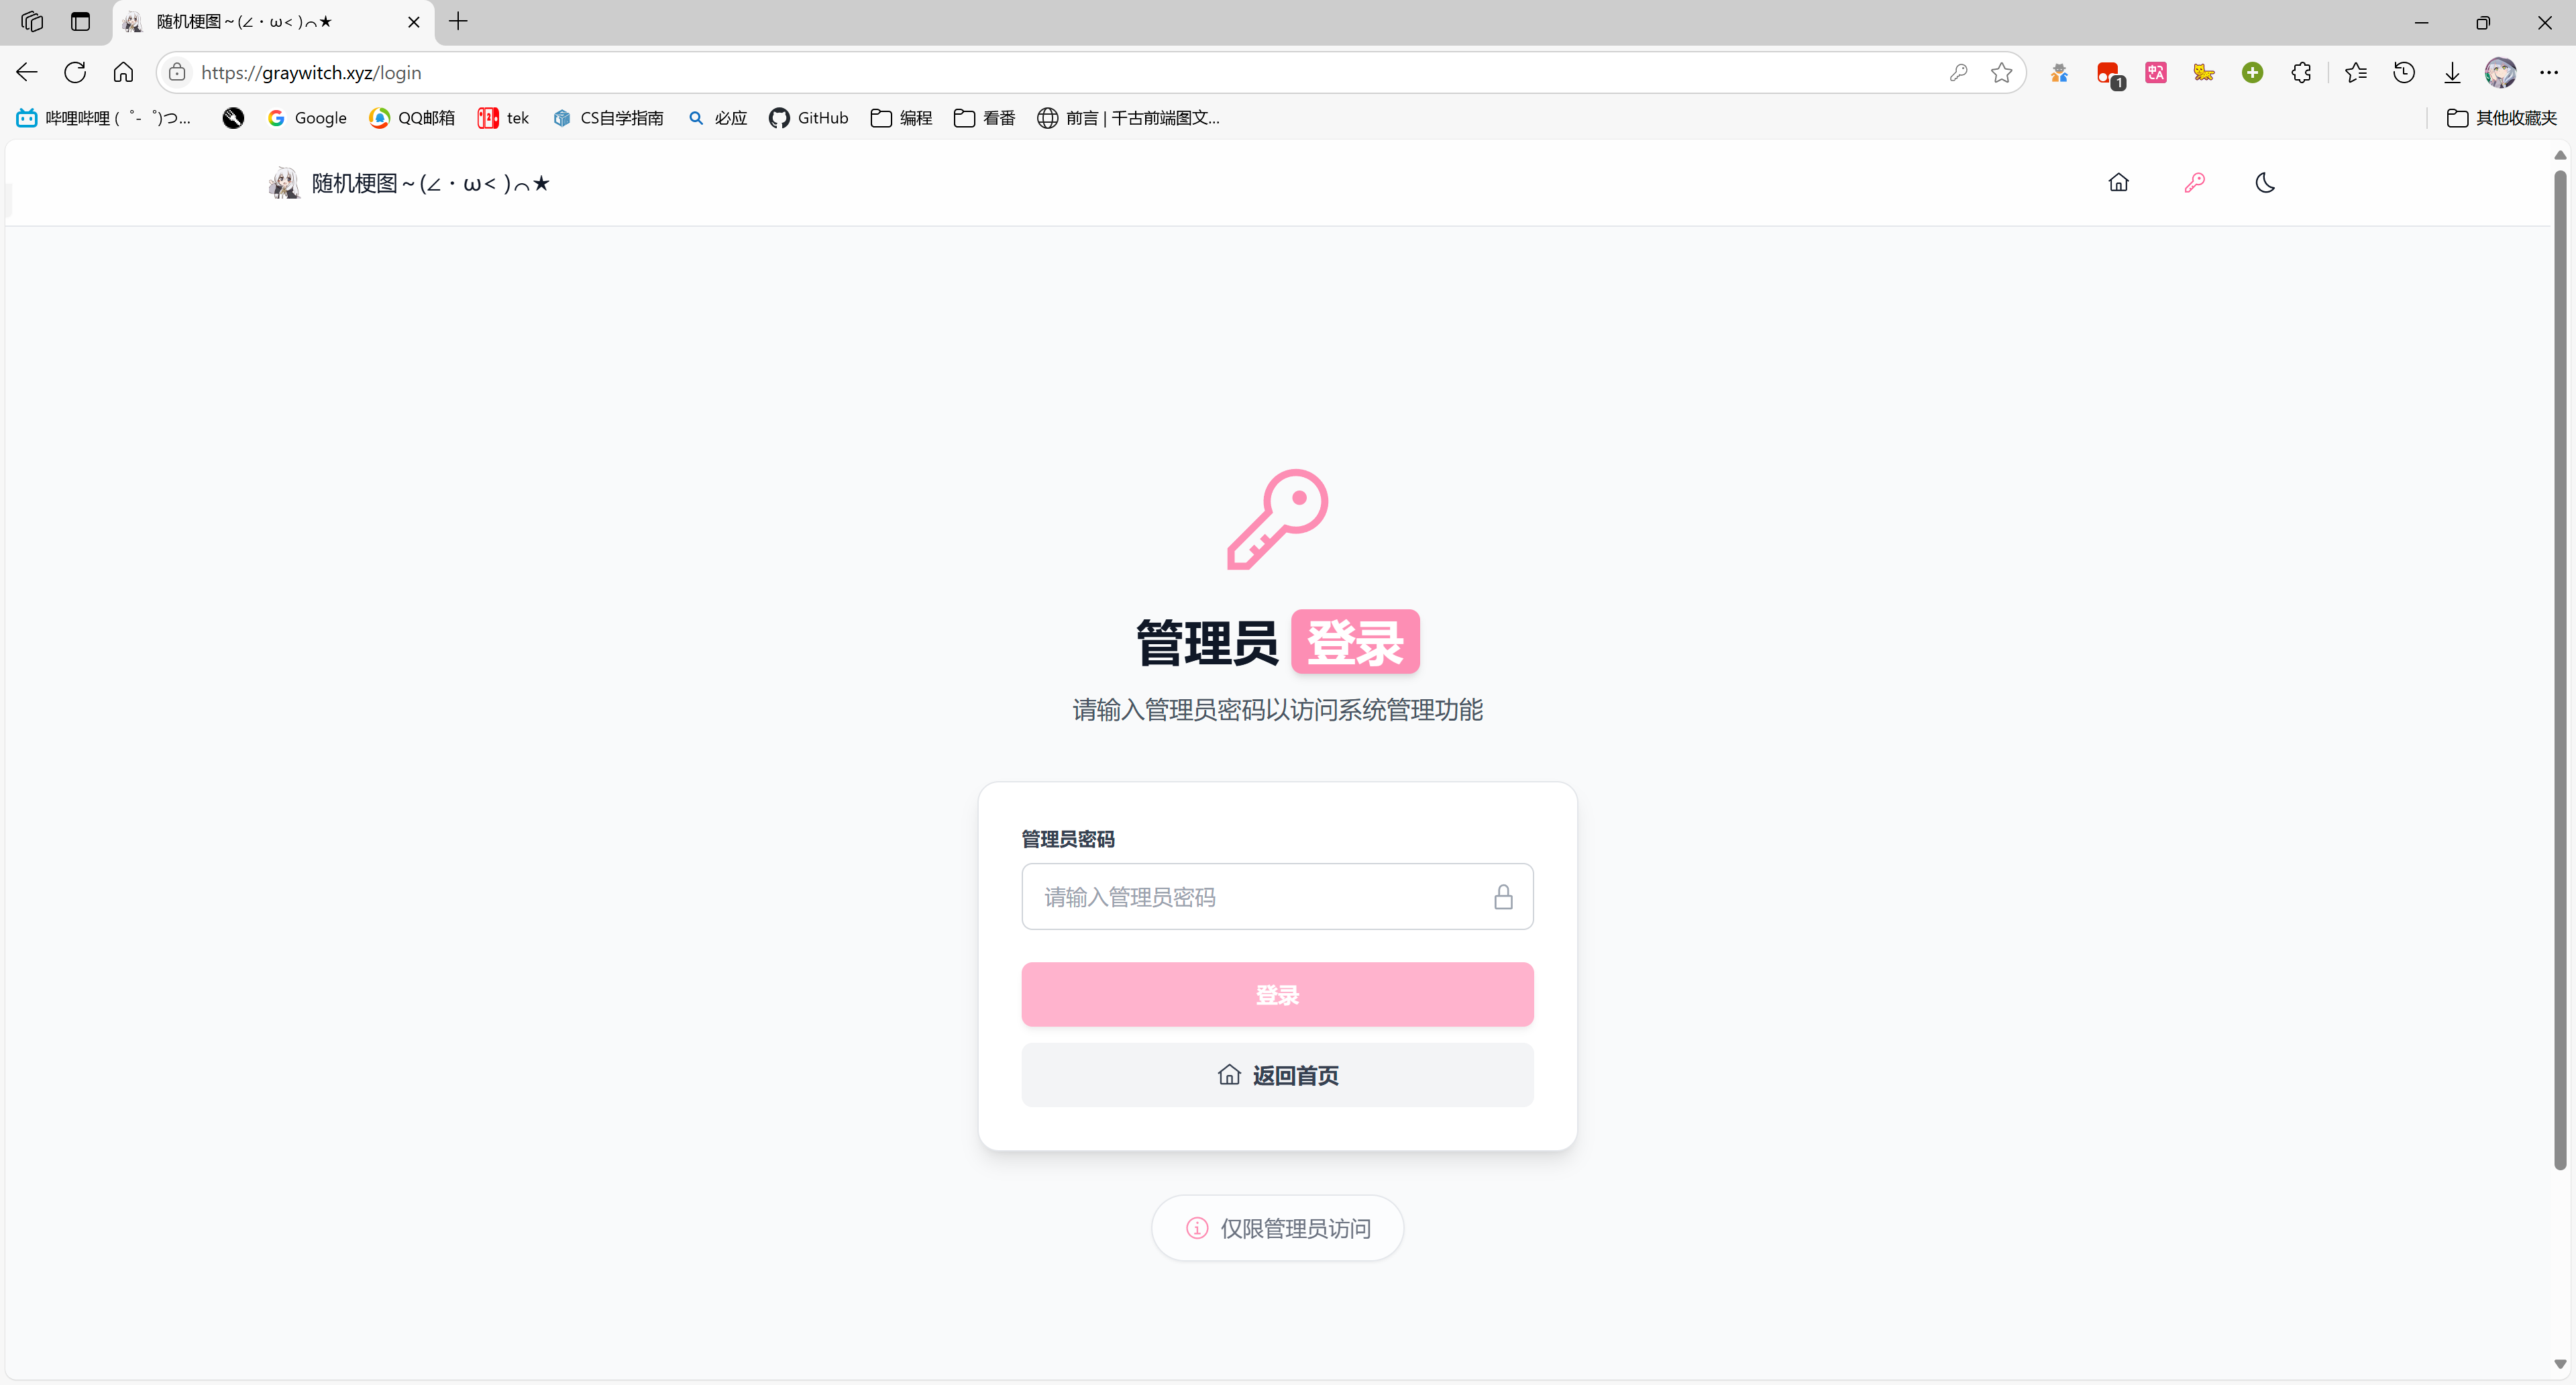 随机梗图～(∠・ω< )⌒★
https://graywitch.xyz/login
哔哩哔哩 (゜-゜)つ...
Google
QQ邮箱
tek
CS自学指南
必应
GitHub
编程
看番
前言 | 千古前端图文...
其他收藏夹
1
随机梗图～(∠・ω< )⌒★
管理员 登录
请输入管理员密码以访问系统管理功能
管理员密码
请输入管理员密码
登录
返回首页
仅限管理员访问